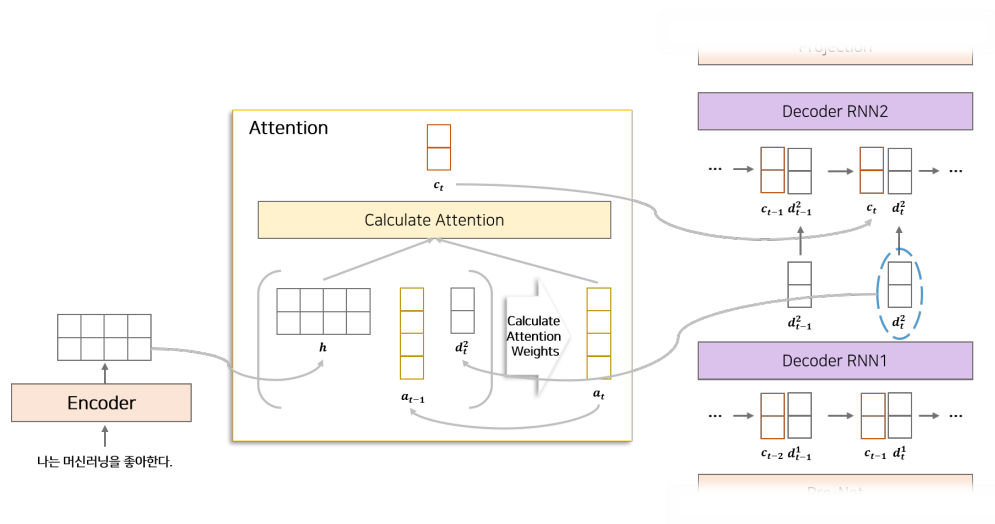 Projection
Decoder RNN2
Attention
c_t
... c_{t-1} d^2_{t-1} c_t d^2_t ...
Calculate Attention
h
a_{t-1}
d^2_t
Calculate
Attention
Weights
a_t
d^2_{t-1}
d^2_t
Decoder RNN1
... c_{t-2} d^1_{t-1} c_{t-1} d^1_t ...
Encoder
나는 머신러닝을 좋아한다.